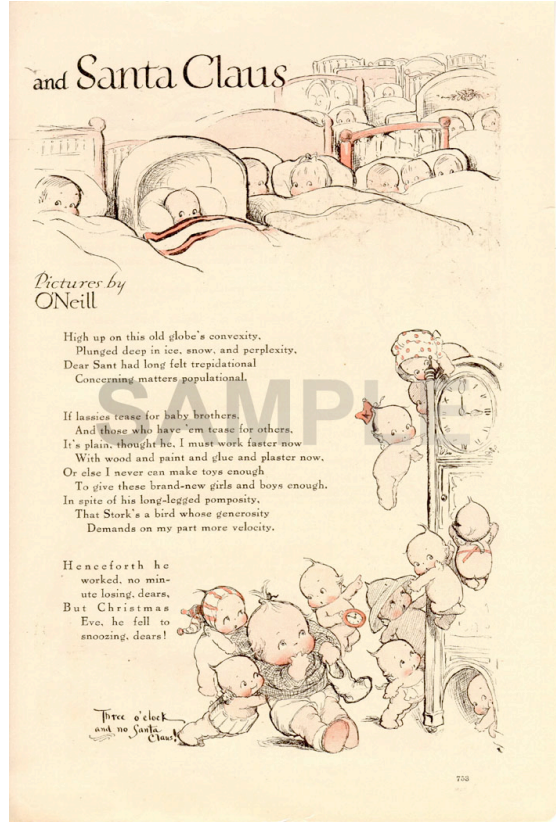 and Santa Claus
Pictures by
O'Neill
High up on this old globe's convexity,
Plunged deep in ice, snow, and perplexity,
Dear Sant had long felt trepidational
Concerning matters populational.
If lassies tease for baby brothers,
And those who have 'em tease for others,
It's plain, thought he, I must work faster now
With wood and paint and glue and plaster now,
Or else I never can make toys enough
To give these brand-new girls and boys enough,
In spite of his long-legged pomposity,
That Stork's a bird whose generosity
Demands on my part more velocity.
Henceforth he
worked, no min-
ute losing, dears,
But Christmas
Eve, he fell to
snoozing, dears!
Three o'clock
and no Santa
Claus!
753
SAMPLE